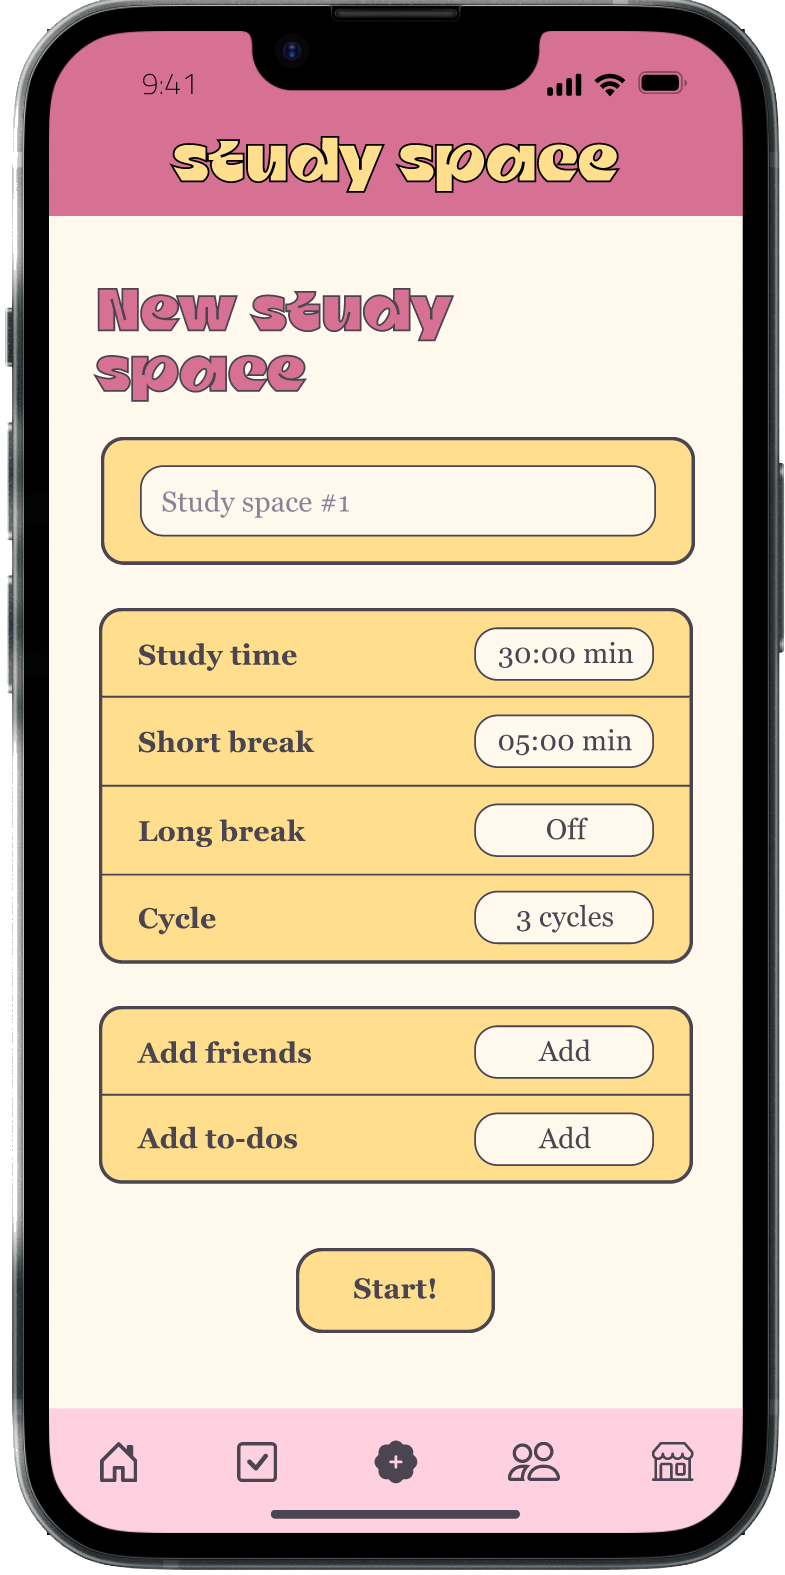 9:41
study space
New study
space
Study space #1
Study time 30:00 min
Short break 05:00 min
Long break Off
Cycle 3 cycles
Add friends Add
Add to-dos Add
Start!